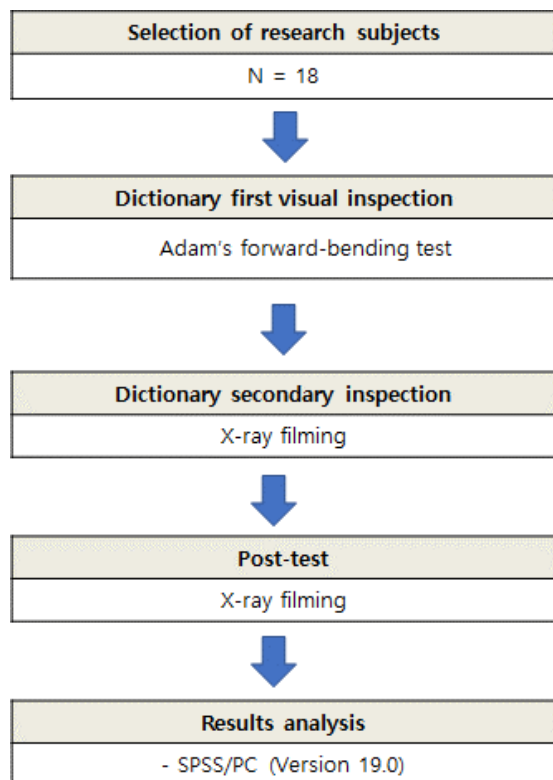 Selection of research subjects
N = 18
Dictionary first visual inspection
Adam's forward-bending test
Dictionary secondary inspection
X-ray filming
Post-test
X-ray filming
Results analysis
- SPSS/PC (Version 19.0)